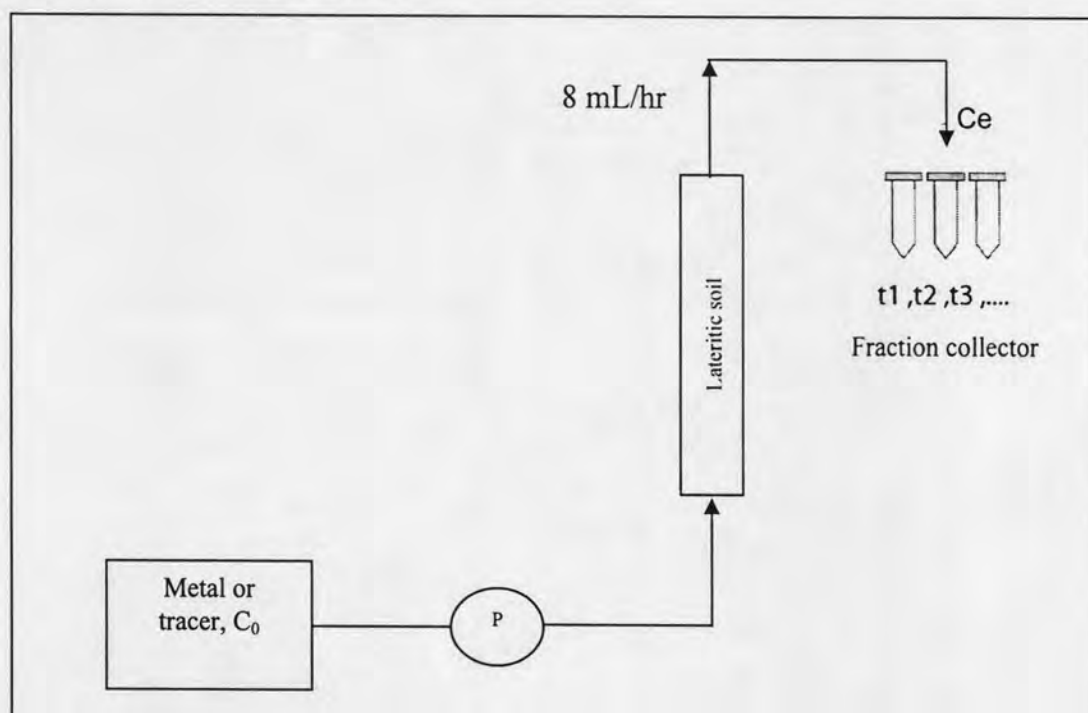 8 mL/hr
Ce
Lateritic soil
t1 ,t2 ,t3 ,....
Fraction collector
Metal or
tracer, C₀
P